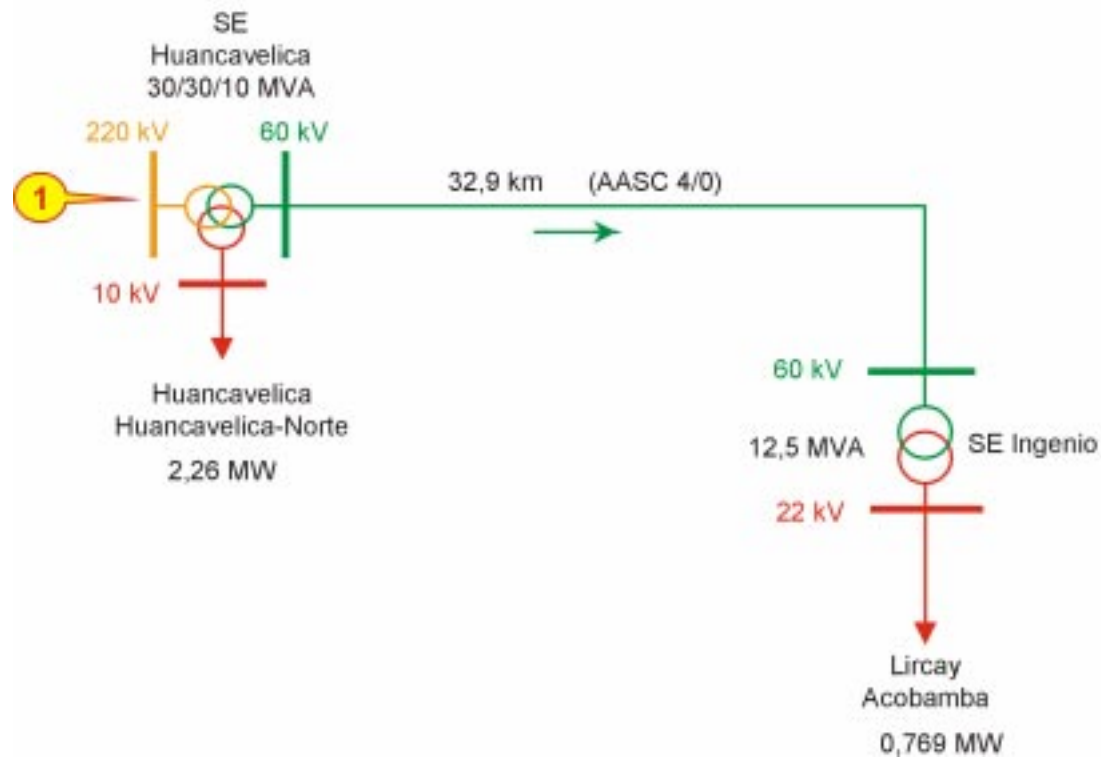 SE
Huancavelica
30/30/10 MVA
220 kV
60 kV
1
32,9 km (AASC 4/0)
10 kV
Huancavelica
Huancavelica-Norte
2,26 MW
60 kV
12,5 MVA
SE Ingenio
22 kV
Lircay
Acobamba
0,769 MW